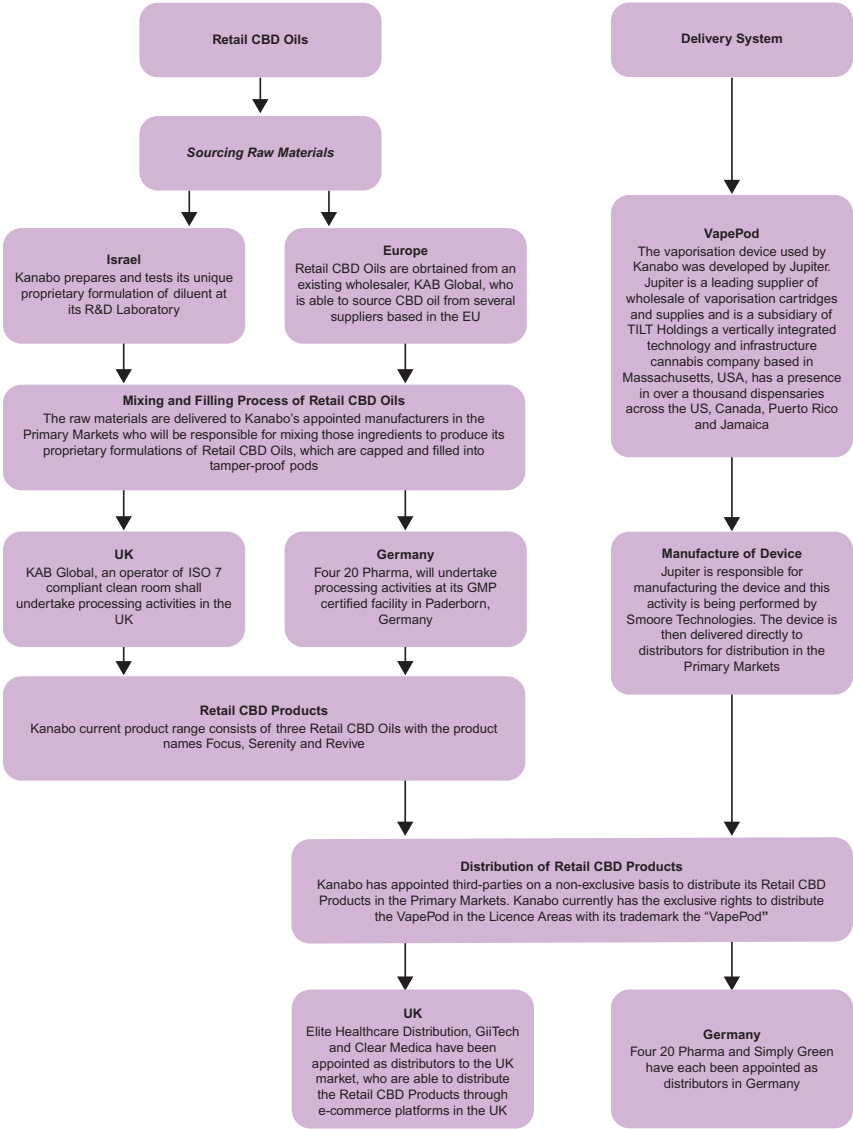 Retail CBD Oils
Delivery System
Sourcing Raw Materials
Israel
Kanabo prepares and tests its unique
proprietary formulation of diluent at
its R&D Laboratory
Europe
Retail CBD Oils are obrtained from an
existing wholesaler, KAB Global, who
is able to source CBD oil from several
suppliers based in the EU
VapePod
The vaporisation device used by
Kanabo was developed by Jupiter.
Jupiter is a leading supplier of
wholesale of vaporisation cartridges
and supplies and is a subsidiary of
TILT Holdings a vertically integrated
technology and infrastructure
cannabis company based in
Massachusetts, USA, has a presence
in over a thousand dispensaries
across the US, Canada, Puerto Rico
and Jamaica
Mixing and Filling Process of Retail CBD Oils
The raw materials are delivered to Kanabo's appointed manufacturers in the
Primary Markets who will be responsible for mixing those ingredients to produce its
proprietary formulations of Retail CBD Oils, which are capped and filled into
tamper-proof pods
UK
KAB Global, an operator of ISO 7
compliant clean room shall
undertake processing activities in the
UK
Germany
Four 20 Pharma, will undertake
processing activities at its GMP
certified facility in Paderborn,
Germany
Manufacture of Device
Jupiter is responsible for
manufacturing the device and this
activity is being performed by
Smoore Technologies. The device is
then delivered directly to
distributors for distribution in the
Primary Markets
Retail CBD Products
Kanabo current product range consists of three Retail CBD Oils with the product
names Focus, Serenity and Revive
Distribution of Retail CBD Products
Kanabo has appointed third-parties on a non-exclusive basis to distribute its Retail CBD
Products in the Primary Markets. Kanabo currently has the exclusive rights to distribute
the VapePod in the Licence Areas with its trademark the “VapePod”
UK
Elite Healthcare Distribution, GiiTech
and Clear Medica have been
appointed as distributors to the UK
market, who are able to distribute
the Retail CBD Products through
e-commerce platforms in the UK
Germany
Four 20 Pharma and Simply Green
have each been appointed as
distributors in Germany